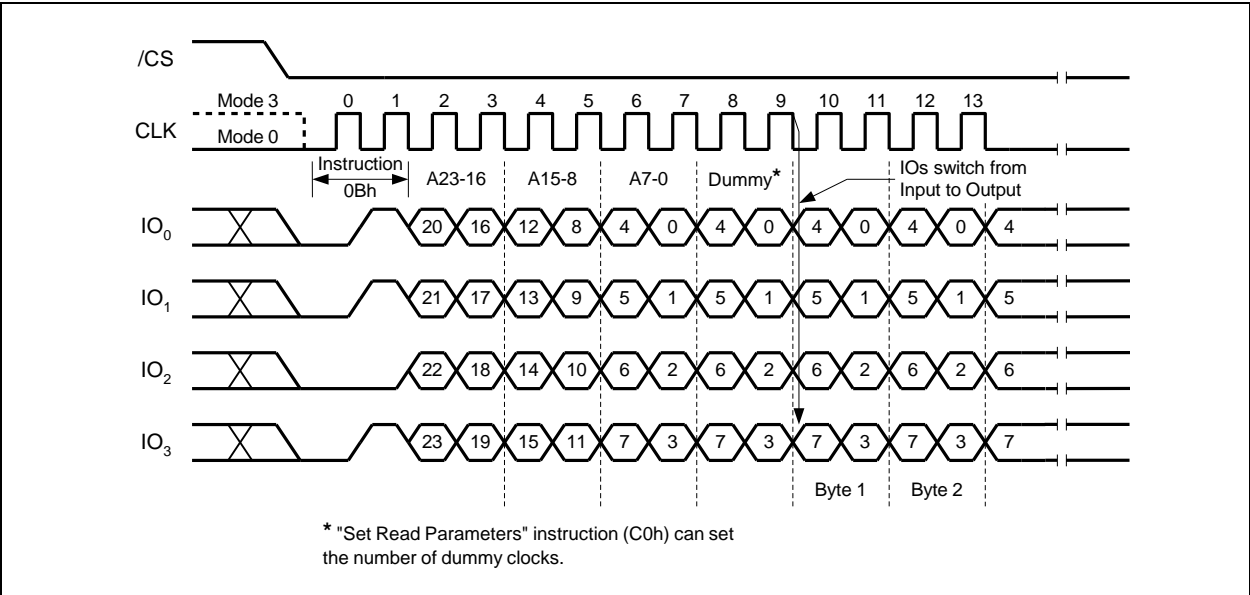 /CS
Mode 3 0 1 2 3 4 5 6 7 8 9 10 11 12 13
CLK Mode 0
Instruction
0Bh
A23-16 A15-8 A7-0 Dummy*
IOs switch from
Input to Output
IO0 20 16 12 8 4 0 4 0 4 0 4 0 4
IO1 21 17 13 9 5 1 5 1 5 1 5 1 5
IO2 22 18 14 10 6 2 6 2 6 2 6 2 6
IO3 23 19 15 11 7 3 7 3 7 3 7 3 7
Byte 1 Byte 2
* "Set Read Parameters" instruction (C0h) can set
the number of dummy clocks.